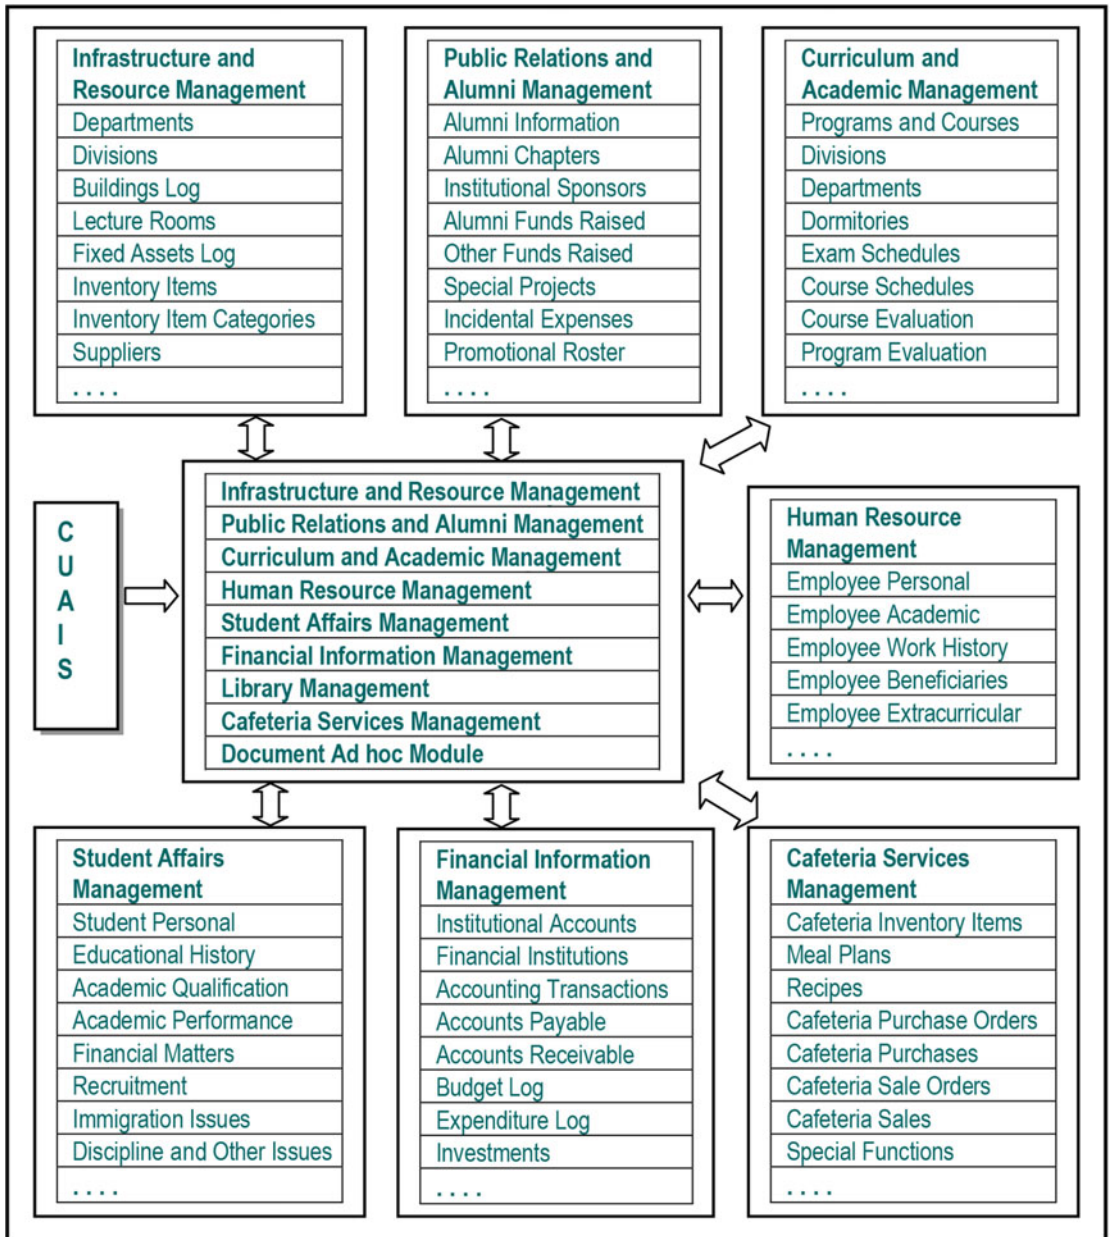 Infrastructure and
Resource Management
Departments
Divisions
Buildings Log
Lecture Rooms
Fixed Assets Log
Inventory Items
Inventory Item Categories
Suppliers
. . . .
Public Relations and
Alumni Management
Alumni Information
Alumni Chapters
Institutional Sponsors
Alumni Funds Raised
Other Funds Raised
Special Projects
Incidental Expenses
Promotional Roster
. . . .
Curriculum and
Academic Management
Programs and Courses
Divisions
Departments
Dormitories
Exam Schedules
Course Schedules
Course Evaluation
Program Evaluation
. . . .
C
U
A
I
S
Infrastructure and Resource Management
Public Relations and Alumni Management
Curriculum and Academic Management
Human Resource Management
Student Affairs Management
Financial Information Management
Library Management
Cafeteria Services Management
Document Ad hoc Module
Human Resource
Management
Employee Personal
Employee Academic
Employee Work History
Employee Beneficiaries
Employee Extracurricular
. . . .
Student Affairs
Management
Student Personal
Educational History
Academic Qualification
Academic Performance
Financial Matters
Recruitment
Immigration Issues
Discipline and Other Issues
. . . .
Financial Information
Management
Institutional Accounts
Financial Institutions
Accounting Transactions
Accounts Payable
Accounts Receivable
Budget Log
Expenditure Log
Investments
. . . .
Cafeteria Services
Management
Cafeteria Inventory Items
Meal Plans
Recipes
Cafeteria Purchase Orders
Cafeteria Purchases
Cafeteria Sale Orders
Cafeteria Sales
Special Functions
. . . .